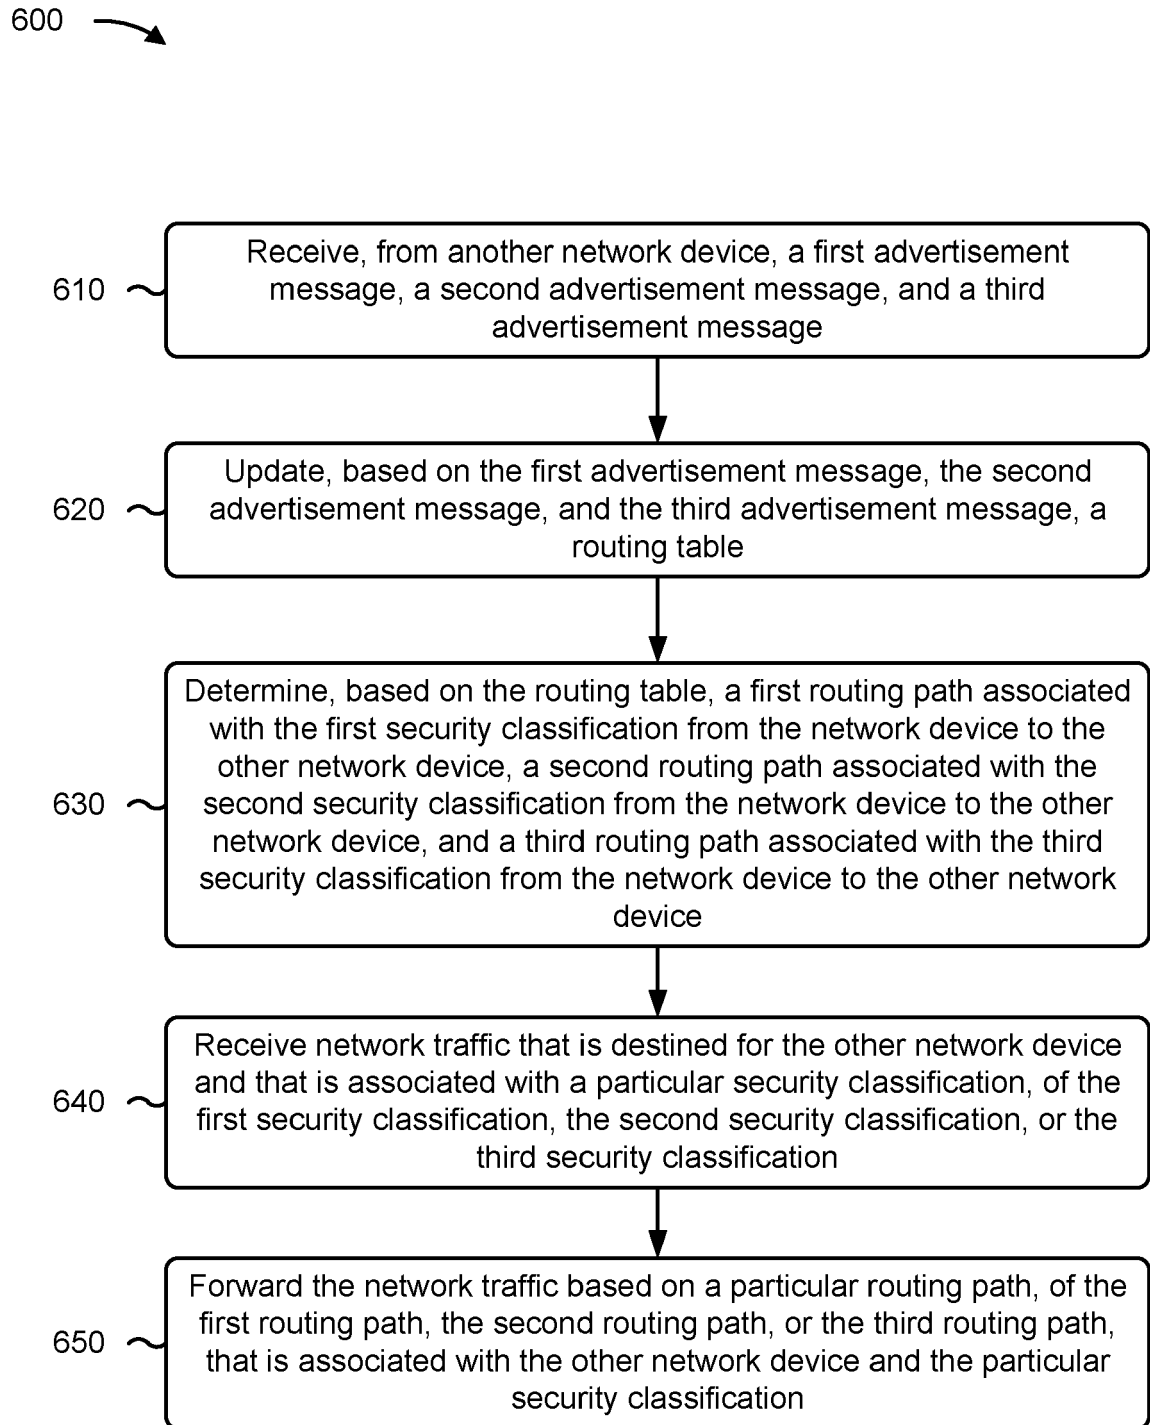 600
610
Receive, from another network device, a first advertisement
message, a second advertisement message, and a third
advertisement message
620
Update, based on the first advertisement message, the second
advertisement message, and the third advertisement message, a
routing table
630
Determine, based on the routing table, a first routing path associated
with the first security classification from the network device to the
other network device, a second routing path associated with the
second security classification from the network device to the other
network device, and a third routing path associated with the third
security classification from the network device to the other network
device
640
Receive network traffic that is destined for the other network device
and that is associated with a particular security classification, of the
first security classification, the second security classification, or the
third security classification
650
Forward the network traffic based on a particular routing path, of the
first routing path, the second routing path, or the third routing path,
that is associated with the other network device and the particular
security classification